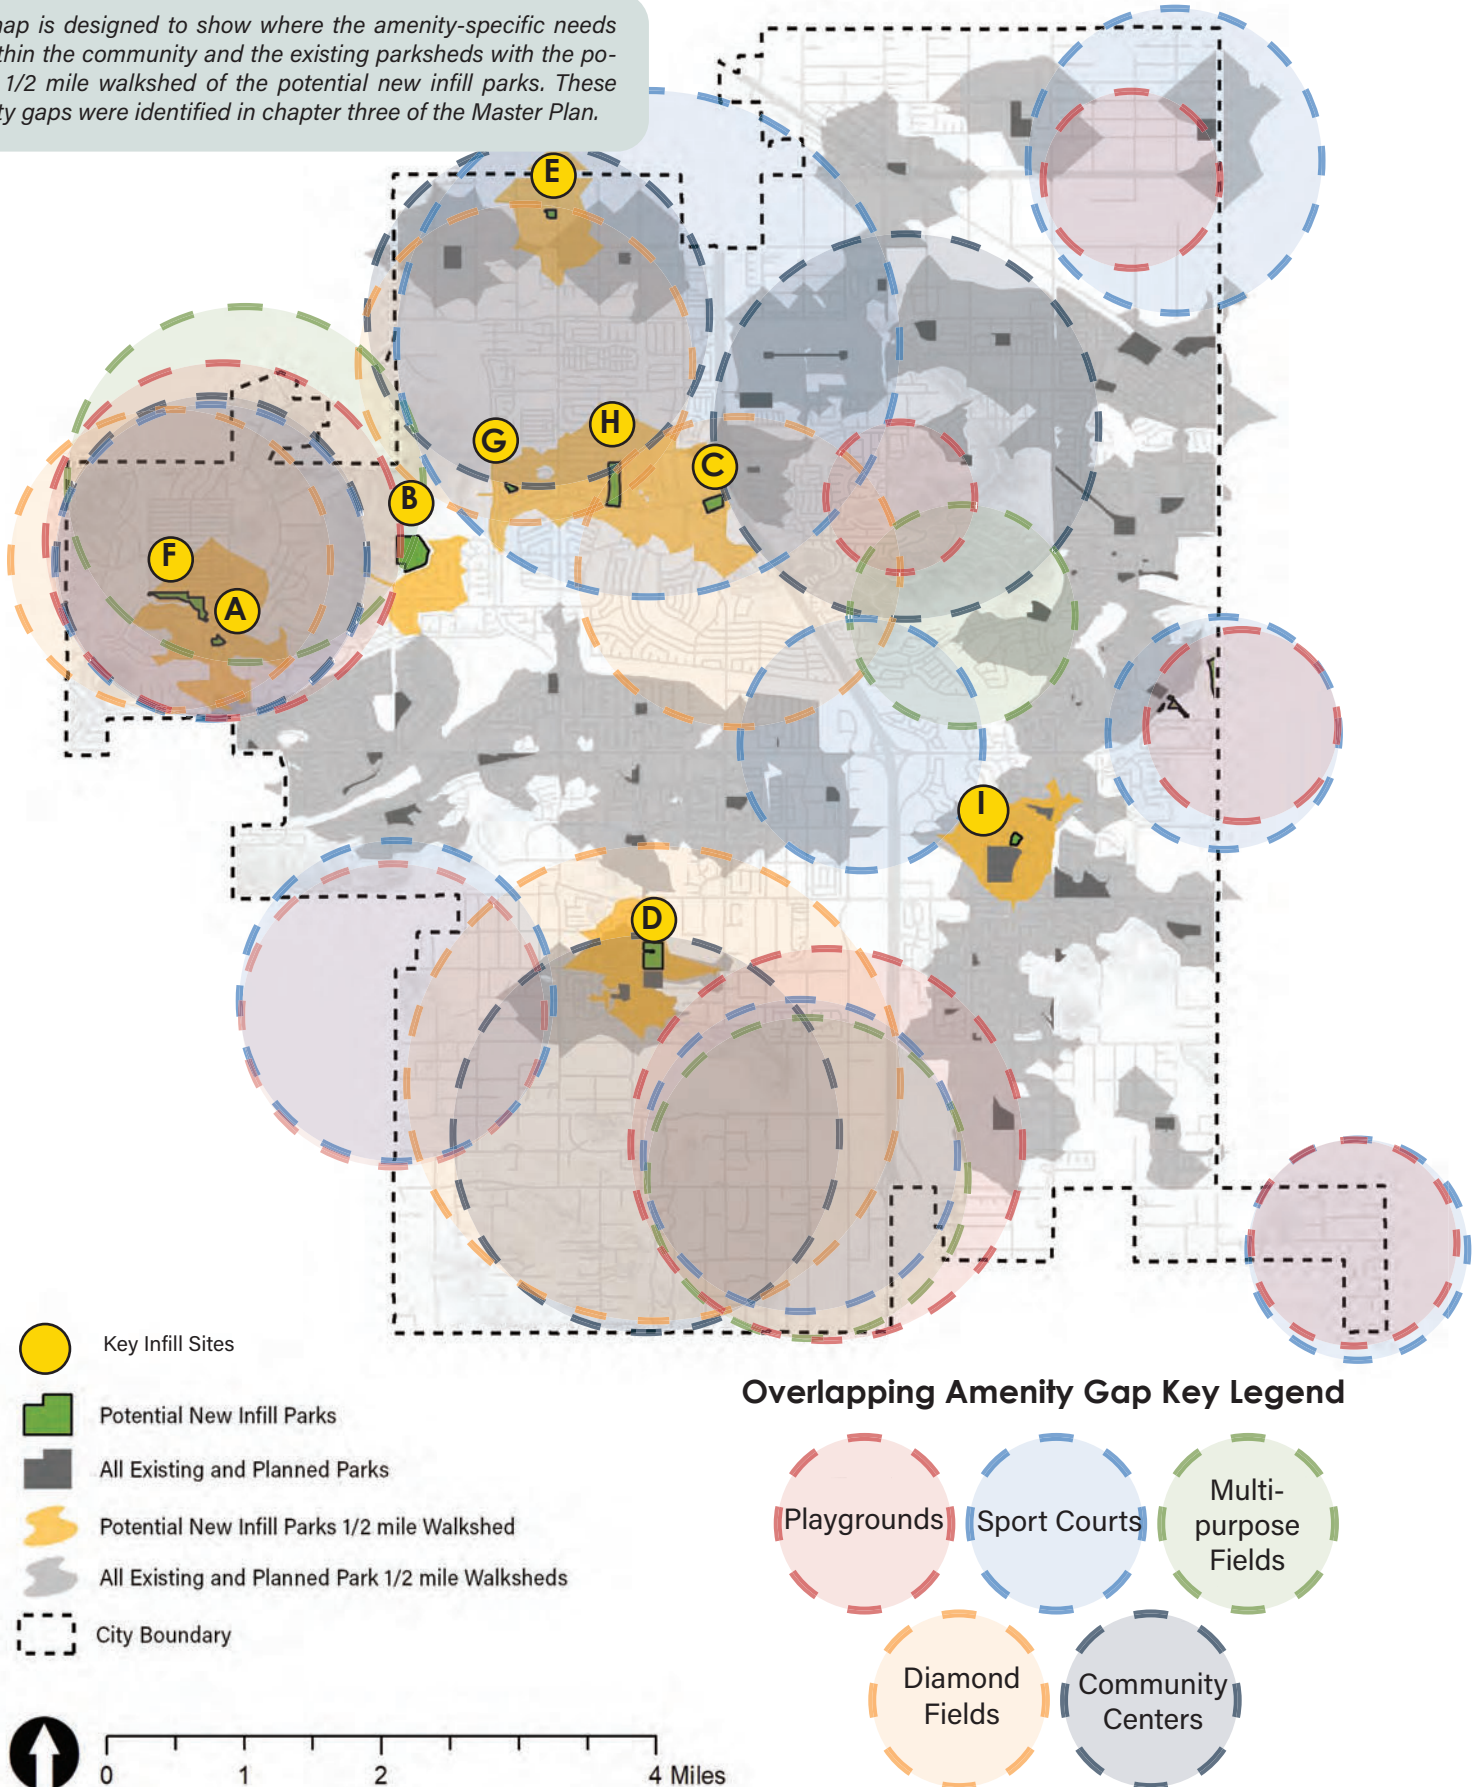 map is designed to show where the amenity-specific needs
thin the community and the existing parksheds with the po-
1/2 mile walkshed of the potential new infill parks. These
ty gaps were identified in chapter three of the Master Plan.
E
H
G
C
B
F
A
I
D
Key Infill Sites
Potential New Infill Parks
All Existing and Planned Parks
Potential New Infill Parks 1/2 mile Walkshed
All Existing and Planned Park 1/2 mile Walksheds
City Boundary
0 1 2 4 Miles
Overlapping Amenity Gap Key Legend
Playgrounds
Sport Courts
Multi-
purpose
Fields
Diamond
Fields
Community
Centers